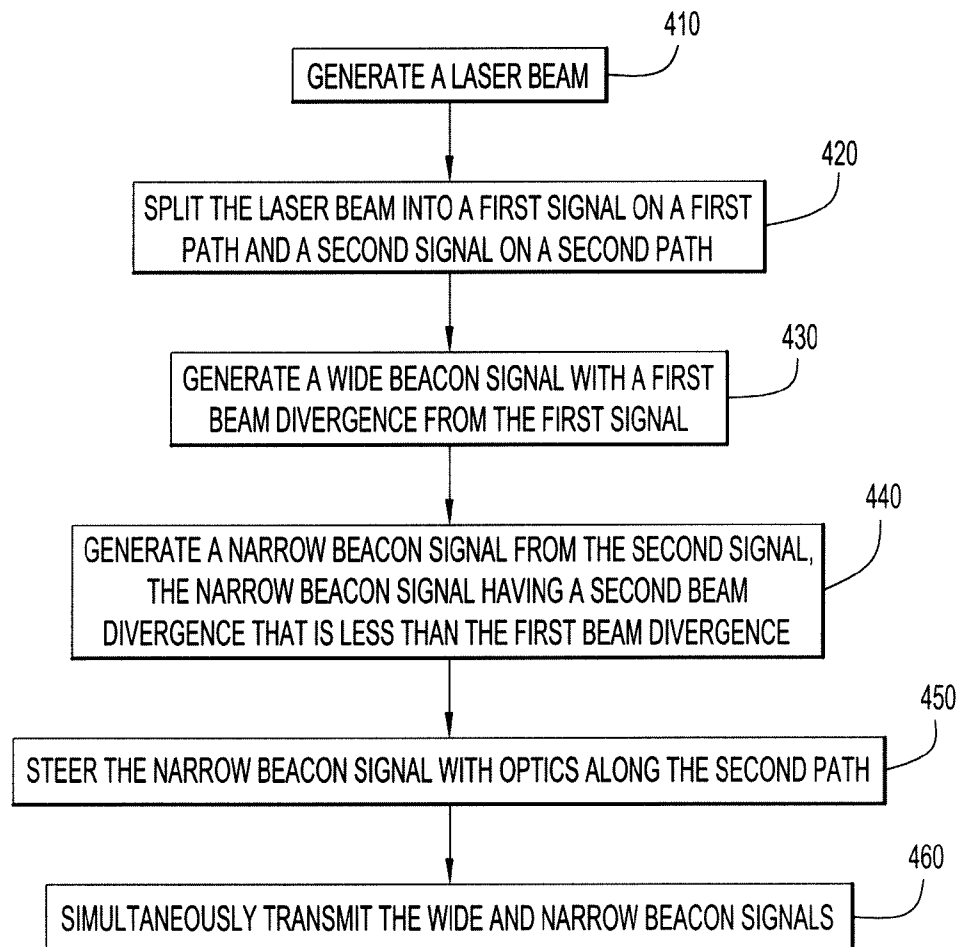 410
GENERATE A LASER BEAM
420
SPLIT THE LASER BEAM INTO A FIRST SIGNAL ON A FIRST
PATH AND A SECOND SIGNAL ON A SECOND PATH
430
GENERATE A WIDE BEACON SIGNAL WITH A FIRST
BEAM DIVERGENCE FROM THE FIRST SIGNAL
440
GENERATE A NARROW BEACON SIGNAL FROM THE SECOND SIGNAL,
THE NARROW BEACON SIGNAL HAVING A SECOND BEAM
DIVERGENCE THAT IS LESS THAN THE FIRST BEAM DIVERGENCE
450
STEER THE NARROW BEACON SIGNAL WITH OPTICS ALONG THE SECOND PATH
460
SIMULTANEOUSLY TRANSMIT THE WIDE AND NARROW BEACON SIGNALS